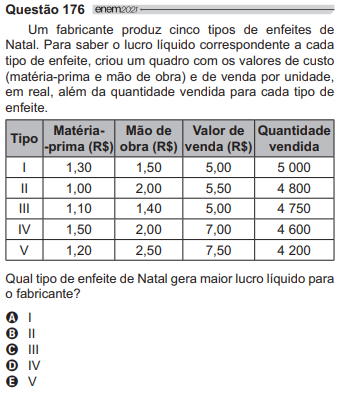 Questão 176 enem2021
Um fabricante produz cinco tipos de enfeites de
Natal. Para saber o lucro líquido correspondente a cada
tipo de enfeite, criou um quadro com os valores de custo
(matéria-prima e mão de obra) e de venda por unidade,
em real, além da quantidade vendida para cada tipo de
enfeite.
Tipo Matéria- Mão de Valor de Quantidade
-prima (R$) obra (R$) venda (R$) vendida
I 1,30 1,50 5,00 5 000
II 1,00 2,00 5,50 4 800
III 1,10 1,40 5,00 4 750
IV 1,50 2,00 7,00 4 600
V 1,20 2,50 7,50 4 200
Qual tipo de enfeite de Natal gera maior lucro líquido para
o fabricante?
A I
B II
C III
D IV
E V